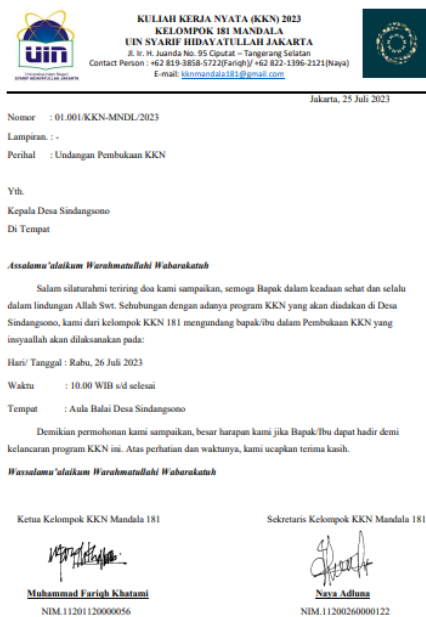 KULIAH KERJA NYATA (KKN) 2023
KELOMPOK 181 MANDALA
UIN SYARIF HIDAYATULLAH JAKARTA
Jl. Ir. H. Juanda No. 95 Ciputat – Tangerang Selatan
Contact Person : +62 819-3858-5722(Fariqh)/ +62 822-1396-2121(Naya)
E-mail: kknmandala181@gmail.com
UIN
Universitas Islam Negeri
SYARIF HIDAYATULLAH JAKARTA
Jakarta, 25 Juli 2023
Nomor : 01.001/KKN-MNDL/2023
Lampiran. : -
Perihal : Undangan Pembukaan KKN
Yth.
Kepala Desa Sindangsono
Di Tempat
Assalamu'alaikum Warahmatullahi Wabarakatuh
Salam silaturahmi teriring doa kami sampaikan, semoga Bapak dalam keadaan sehat dan selalu
dalam lindungan Allah Swt. Sehubungan dengan adanya program KKN yang akan diadakan di Desa
Sindangsono, kami dari kelompok KKN 181 mengundang bapak/ibu dalam Pembukaan KKN yang
insyaallah akan dilaksanakan pada:
Hari/ Tanggal : Rabu, 26 Juli 2023
Waktu : 10.00 WIB s/d selesai
Tempat : Aula Balai Desa Sindangsono
Demikian permohonan kami sampaikan, besar harapan kami jika Bapak/Ibu dapat hadir demi
kelancaran program KKN ini. Atas perhatian dan waktunya, kami ucapkan terima kasih.
Wassalamu'alaikum Warahmatullahi Wabarakatuh
Ketua Kelompok KKN Mandala 181
Sekretaris Kelompok KKN Mandala 181
Muhammad Fariqh Khatami
Naya Adluna
NIM.11201120000056
NIM.11200260000122